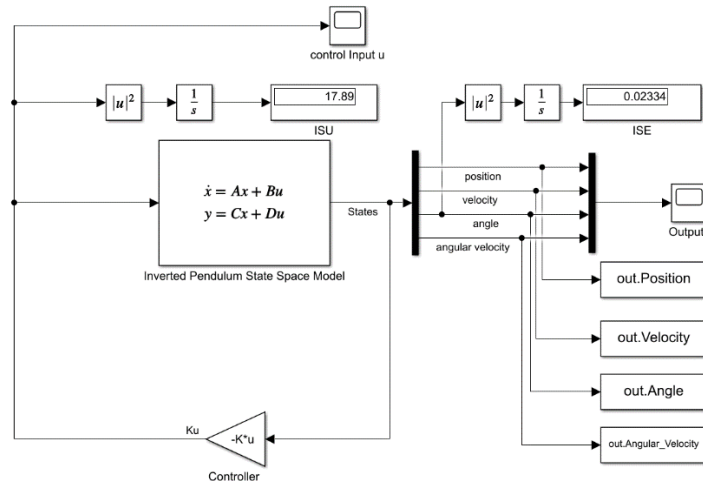 control Input u
|u|²
1
s
17.89
ISU
|u|²
1
s
0.02334
ISE
ẋ = Ax + Bu
y = Cx + Du
Inverted Pendulum State Space Model
States
position
velocity
angle
angular velocity
Output
out.Position
out.Velocity
out.Angle
out.Angular_Velocity
Ku
-K*u
Controller